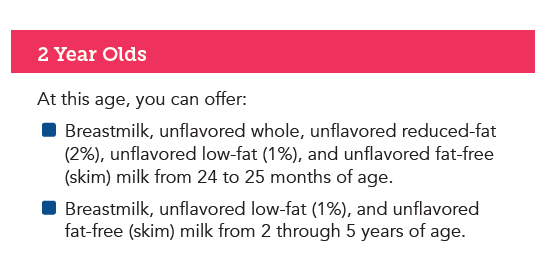 2 Year Olds
At this age, you can offer:
Breastmilk, unflavored whole, unflavored reduced-fat
(2%), unflavored low-fat (1%), and unflavored fat-free
(skim) milk from 24 to 25 months of age.
Breastmilk, unflavored low-fat (1%), and unflavored
fat-free (skim) milk from 2 through 5 years of age.